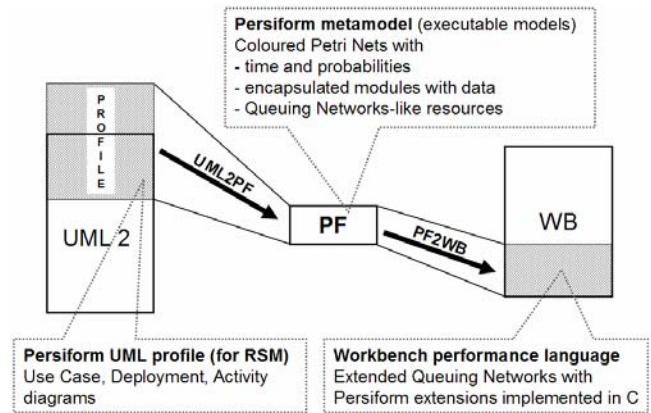 Persiform metamodel (executable models)
Coloured Petri Nets with
- time and probabilities
- encapsulated modules with data
- Queuing Networks-like resources
PROFILE
UML 2
UML2PF
PF
PF2WB
WB
Persiform UML profile (for RSM)
Use Case, Deployment, Activity
diagrams
Workbench performance language
Extended Queuing Networks with
Persiform extensions implemented in C